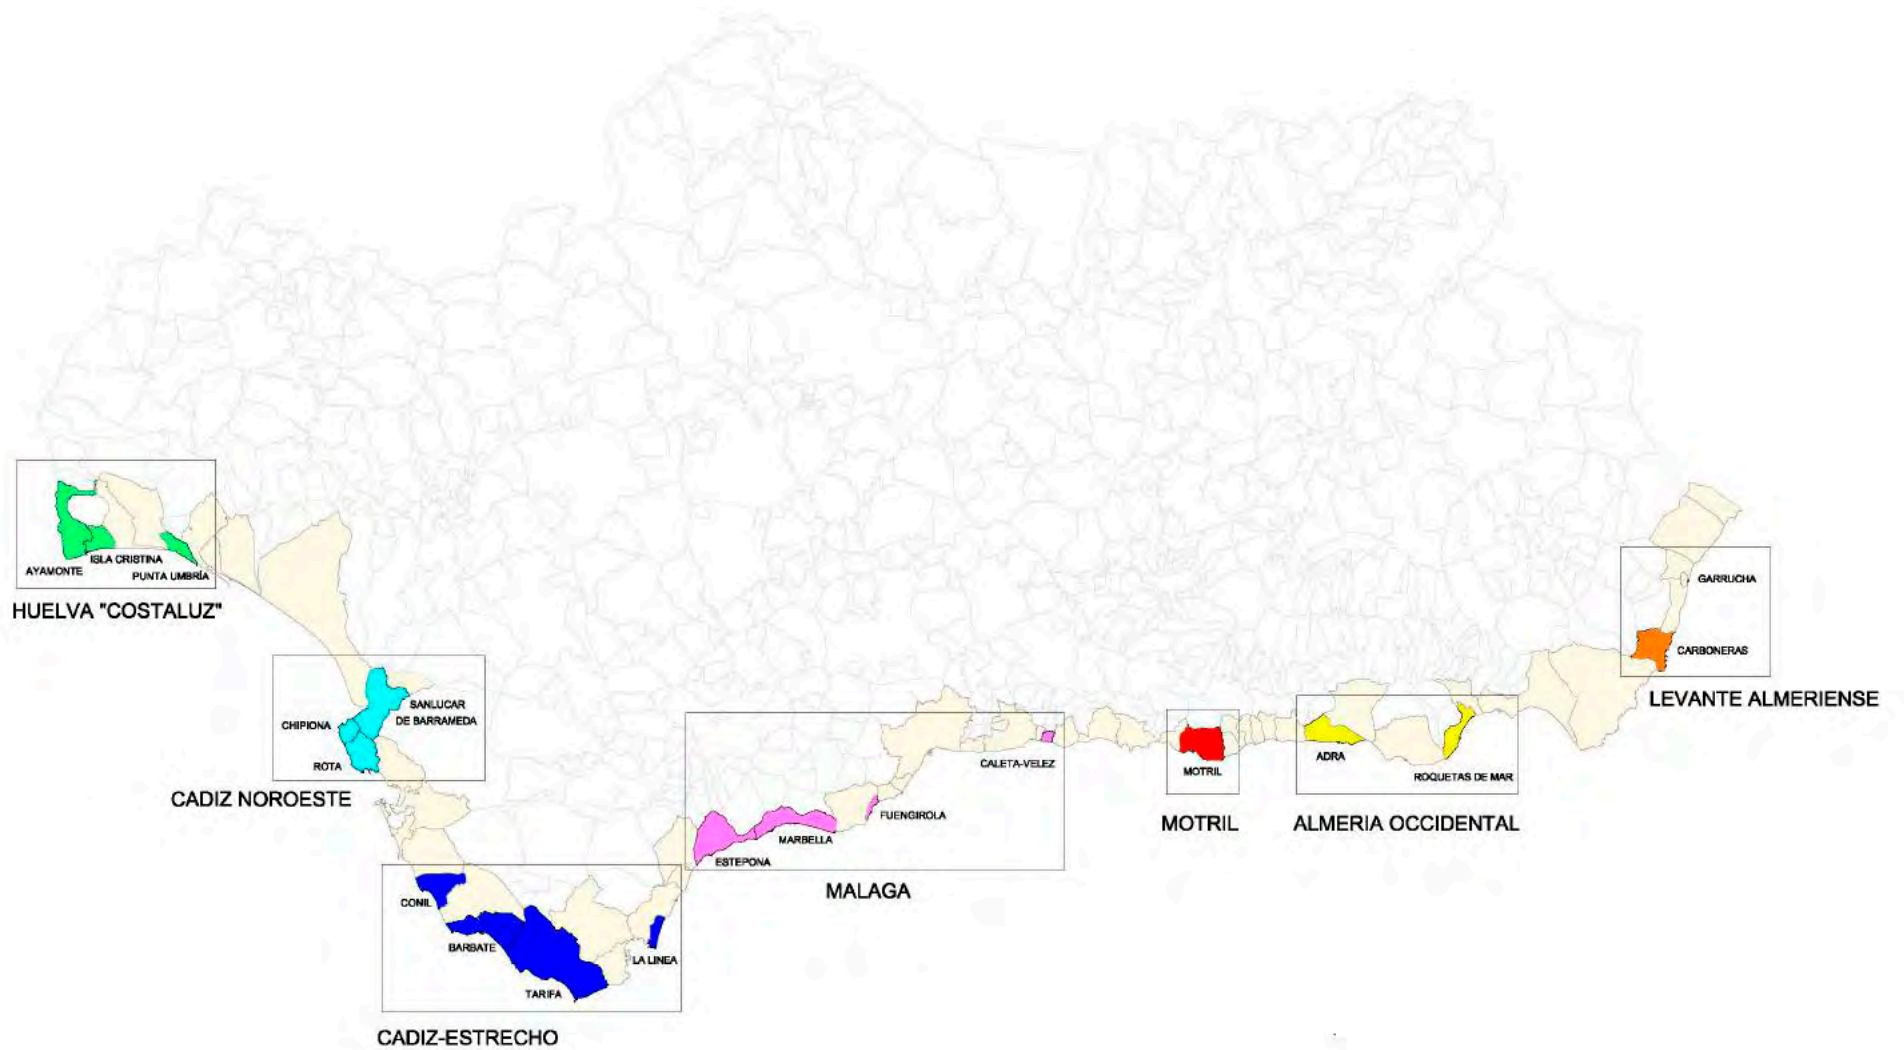 AYAMONTE
ISLA CRISTINA
PUNTA UMBRÍA
HUELVA "COSTALUZ"
SANLUCAR
DE BARRAMEDA
CHIPIONA
ROTA
CADIZ NOROESTE
CONIL
BARBATE
TARIFA
LA LINEA
CADIZ-ESTRECHO
CALETA-VELEZ
FUENGIROLA
MARBELLA
ESTEPONA
MALAGA
MOTRIL
MOTRIL
ADRA
ROQUETAS DE MAR
ALMERIA OCCIDENTAL
GARRUCHA
CARBONERAS
LEVANTE ALMERIENSE